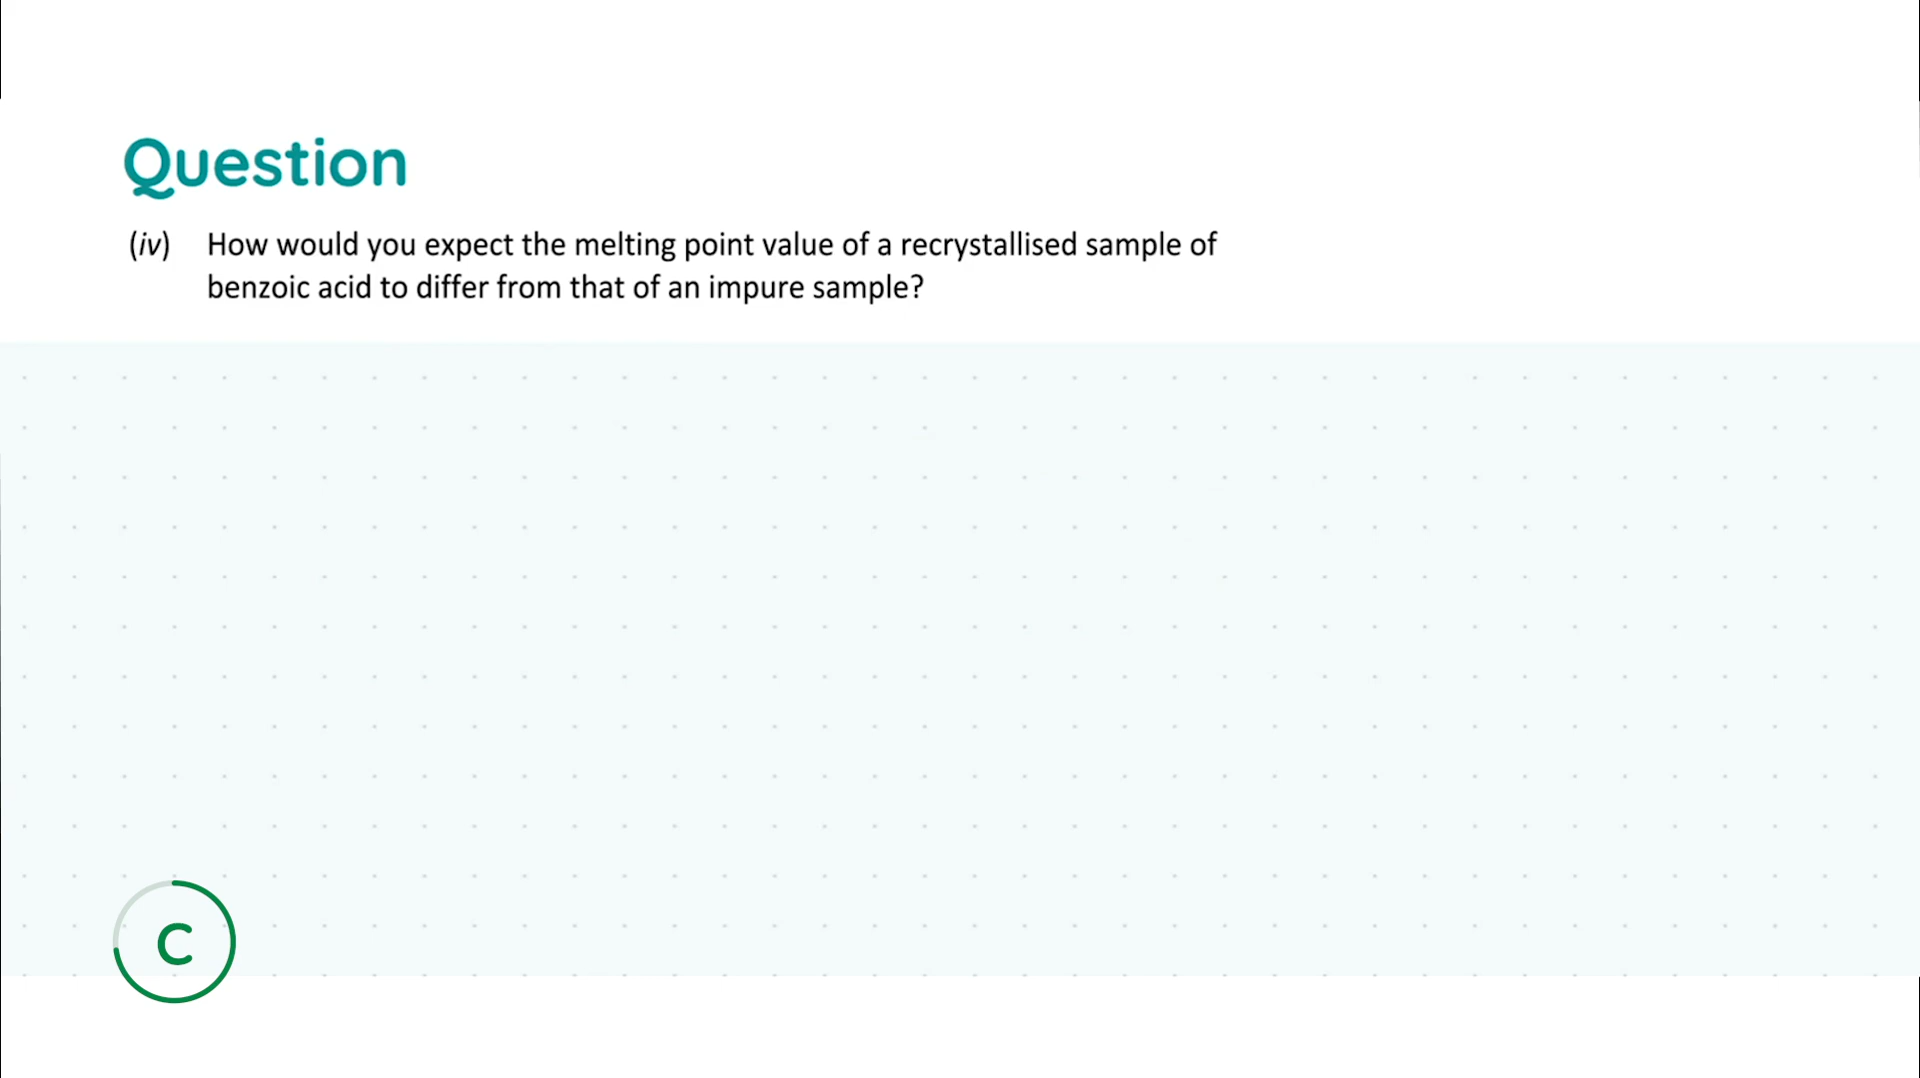 Question
(iv) How would you expect the melting point value of a recrystallised sample of
benzoic acid to differ from that of an impure sample?
C